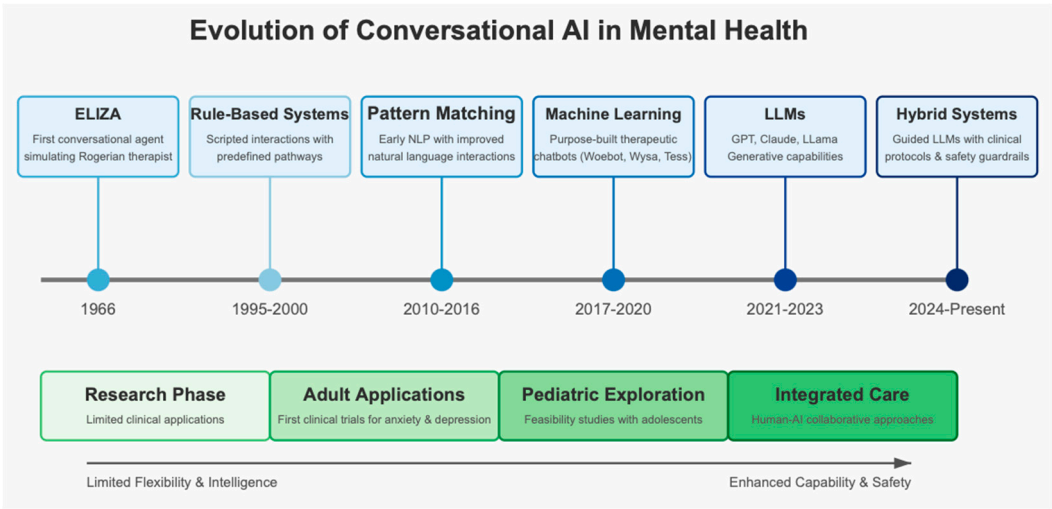 Evolution of Conversational AI in Mental Health
ELIZA
First conversational agent
simulating Rogerian therapist
Rule-Based Systems
Scripted interactions with
predefined pathways
Pattern Matching
Early NLP with improved
natural language interactions
Machine Learning
Purpose-built therapeutic
chatbots (Woebot, Wysa, Tess)
LLMs
GPT, Claude, LLama
Generative capabilities
Hybrid Systems
Guided LLMs with clinical
protocols & safety guardrails
1966
1995-2000
2010-2016
2017-2020
2021-2023
2024-Present
Research Phase
Limited clinical applications
Adult Applications
First clinical trials for anxiety & depression
Pediatric Exploration
Feasibility studies with adolescents
Integrated Care
Human-AI collaborative approaches
Limited Flexibility & Intelligence
Enhanced Capability & Safety